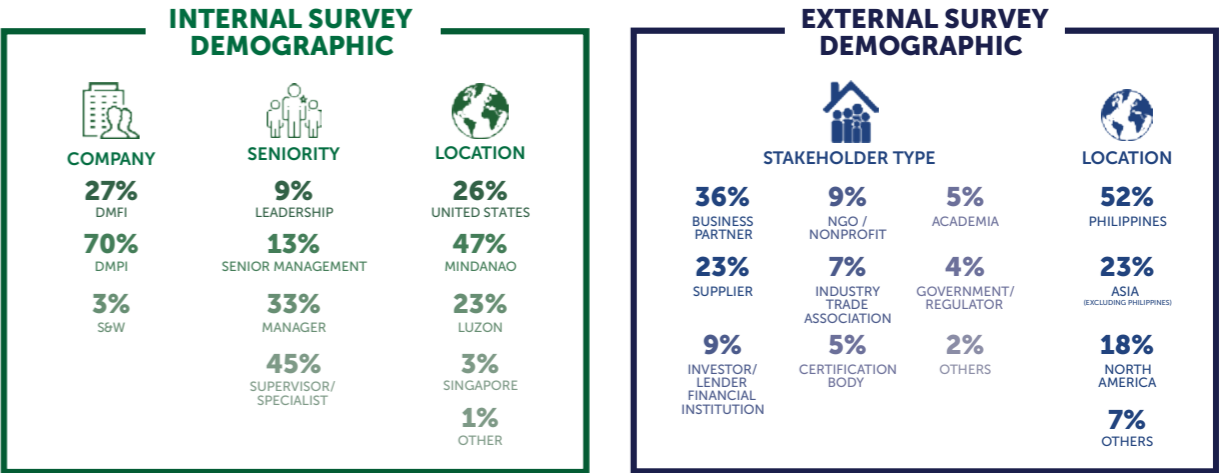 INTERNAL SURVEY
DEMOGRAPHIC
COMPANY
27%
DMFI
70%
DMPI
3%
S&W
SENIORITY
9%
LEADERSHIP
13%
SENIOR MANAGEMENT
33%
MANAGER
45%
SUPERVISOR/
SPECIALIST
LOCATION
26%
UNITED STATES
47%
MINDANAO
23%
LUZON
3%
SINGAPORE
1%
OTHER
EXTERNAL SURVEY
DEMOGRAPHIC
STAKEHOLDER TYPE
36%
BUSINESS
PARTNER
23%
SUPPLIER
9%
INVESTOR/
LENDER
FINANCIAL
INSTITUTION
9%
NGO /
NONPROFIT
7%
INDUSTRY
TRADE
ASSOCIATION
5%
CERTIFICATION
BODY
5%
ACADEMIA
4%
GOVERNMENT/
REGULATOR
2%
OTHERS
LOCATION
52%
PHILIPPINES
23%
ASIA
(EXCLUDING PHILIPPINES)
18%
NORTH
AMERICA
7%
OTHERS